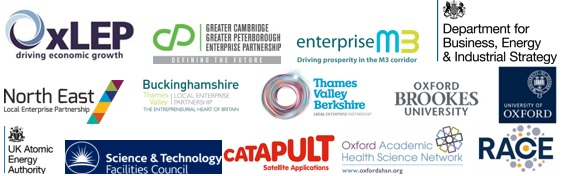 OxLEP
driving economic growth
GREATER CAMBRIDGE
GREATER PETERBOROUGH
ENTERPRISE PARTNERSHIP
DEFINING THE FUTURE
enterprise M3
Driving prosperity in the M3 corridor
Department for
Business, Energy
& Industrial Strategy
North East
Local Enterprise Partnership
Buckinghamshire
Thames Valley
LOCAL ENTERPRISE PARTNERSHIP
THE ENTREPRENEURIAL HEART OF BRITAIN
Thames
Valley
Berkshire
LOCAL ENTERPRISE PARTNERSHIP
OXFORD
BROOKES
UNIVERSITY
UNIVERSITY OF
OXFORD
UK Atomic
Energy
Authority
Science & Technology
Facilities Council
CATAPULT
Satellite Applications
Oxford Academic
Health Science Network
www.oxfordahsn.org
RACE